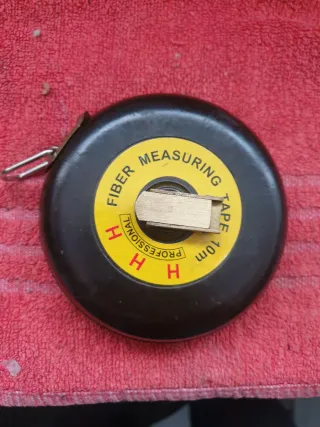 FIBER MEASURING TAPE 10m
PROFESSIONAL
H H H